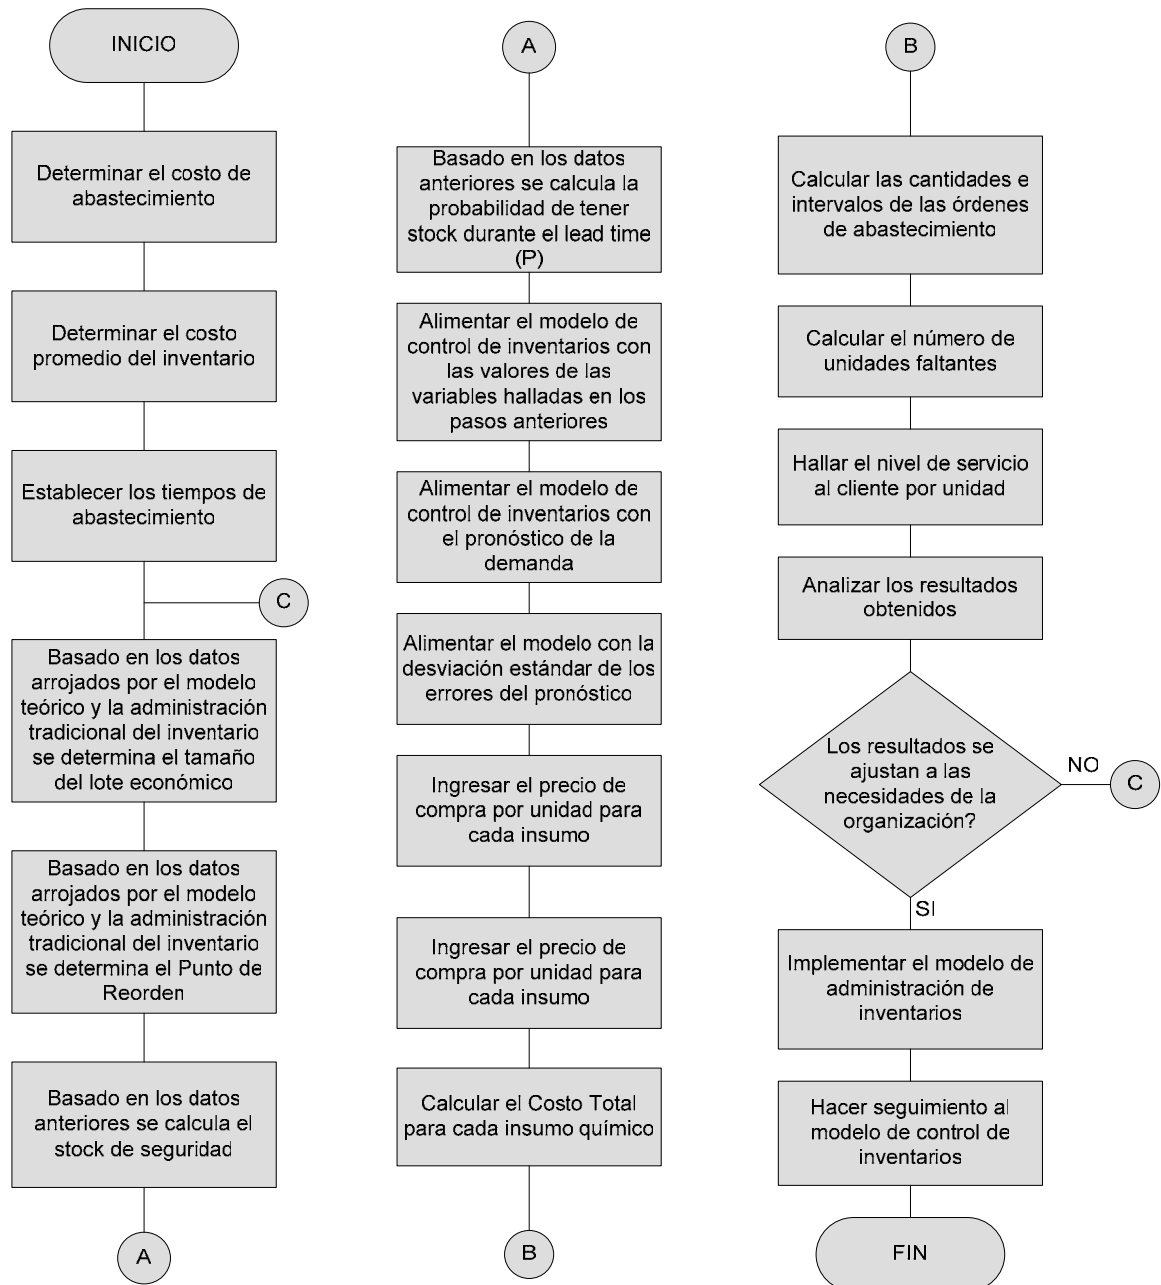 INICIO
Determinar el costo de
abastecimiento
Determinar el costo
promedio del inventario
Establecer los tiempos de
abastecimiento
C
Basado en los datos
arrojados por el modelo
teórico y la administración
tradicional del inventario
se determina el tamaño
del lote económico
Basado en los datos
arrojados por el modelo
teórico y la administración
tradicional del inventario
se determina el Punto de
Reorden
Basado en los datos
anteriores se calcula el
stock de seguridad
A
A
Basado en los datos
anteriores se calcula la
probabilidad de tener
stock durante el lead time
(P)
Alimentar el modelo de
control de inventarios con
las valores de las
variables halladas en los
pasos anteriores
Alimentar el modelo de
control de inventarios con
el pronóstico de la
demanda
Alimentar el modelo con la
desviación estándar de los
errores del pronóstico
Ingresar el precio de
compra por unidad para
cada insumo
Ingresar el precio de
compra por unidad para
cada insumo
Calcular el Costo Total
para cada insumo químico
B
B
Calcular las cantidades e
intervalos de las órdenes
de abastecimiento
Calcular el número de
unidades faltantes
Hallar el nivel de servicio
al cliente por unidad
Analizar los resultados
obtenidos
Los resultados se
ajustan a las
necesidades de la
organización?
NO
C
SI
Implementar el modelo de
administración de
inventarios
Hacer seguimiento al
modelo de control de
inventarios
FIN